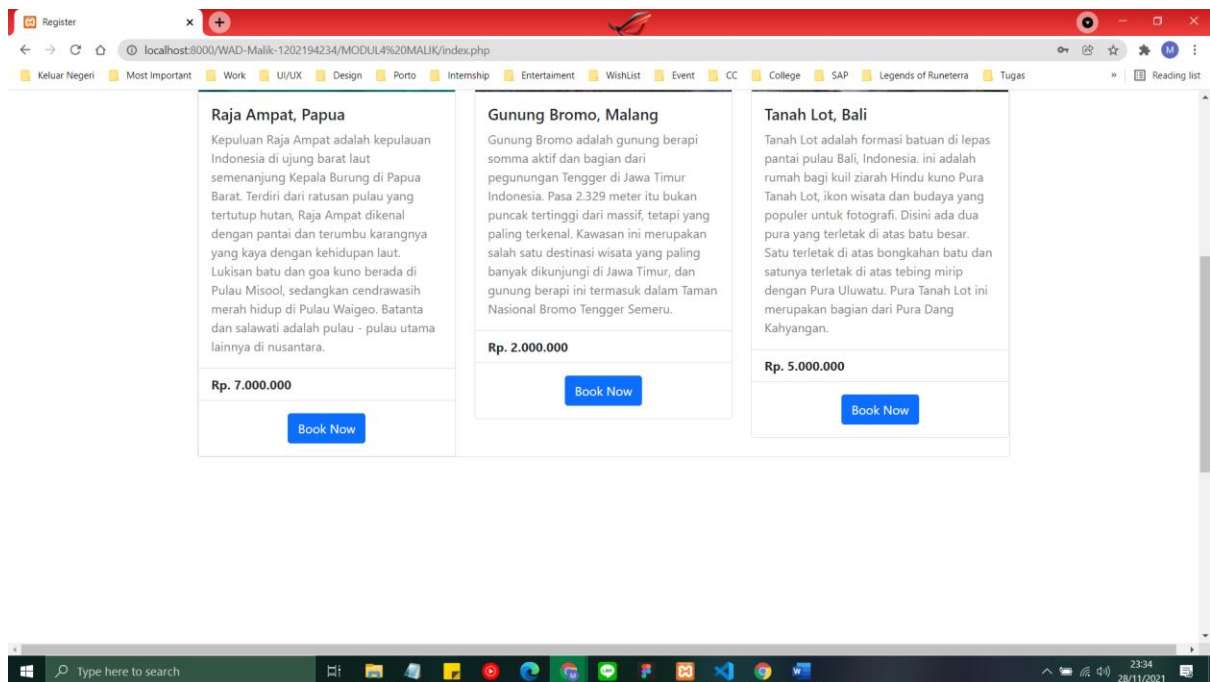 Register
localhost:8000/WAD-Malik-1202194234/MODUL4%20MALIK/index.php
M
Keluar Negeri Most Important Work UI/UX Design Porto Internship Entertaiment WishList Event CC College SAP Legends of Runeterra Tugas » Reading list
Raja Ampat, Papua
Kepuluan Raja Ampat adalah kepulauan
Indonesia di ujung barat laut
semenanjung Kepala Burung di Papua
Barat. Terdiri dari ratusan pulau yang
tertutup hutan, Raja Ampat dikenal
dengan pantai dan terumbu karangnya
yang kaya dengan kehidupan laut.
Lukisan batu dan goa kuno berada di
Pulau Misool, sedangkan cendrawasih
merah hidup di Pulau Waigeo. Batanta
dan salawati adalah pulau - pulau utama
lainnya di nusantara.
Rp. 7.000.000
Book Now
Gunung Bromo, Malang
Gunung Bromo adalah gunung berapi
somma aktif dan bagian dari
pegunungan Tengger di Jawa Timur
Indonesia. Pasa 2.329 meter itu bukan
puncak tertinggi dari massif, tetapi yang
paling terkenal. Kawasan ini merupakan
salah satu destinasi wisata yang paling
banyak dikunjungi di Jawa Timur, dan
gunung berapi ini termasuk dalam Taman
Nasional Bromo Tengger Semeru.
Rp. 2.000.000
Book Now
Tanah Lot, Bali
Tanah Lot adalah formasi batuan di lepas
pantai pulau Bali, Indonesia. ini adalah
rumah bagi kuil ziarah Hindu kuno Pura
Tanah Lot, ikon wisata dan budaya yang
populer untuk fotografi. Disini ada dua
pura yang terletak di atas batu besar.
Satu terletak di atas bongkahan batu dan
satunya terletak di atas tebing mirip
dengan Pura Uluwatu. Pura Tanah Lot ini
merupakan bagian dari Pura Dang
Kahyangan.
Rp. 5.000.000
Book Now
Type here to search
23:34
28/11/2021